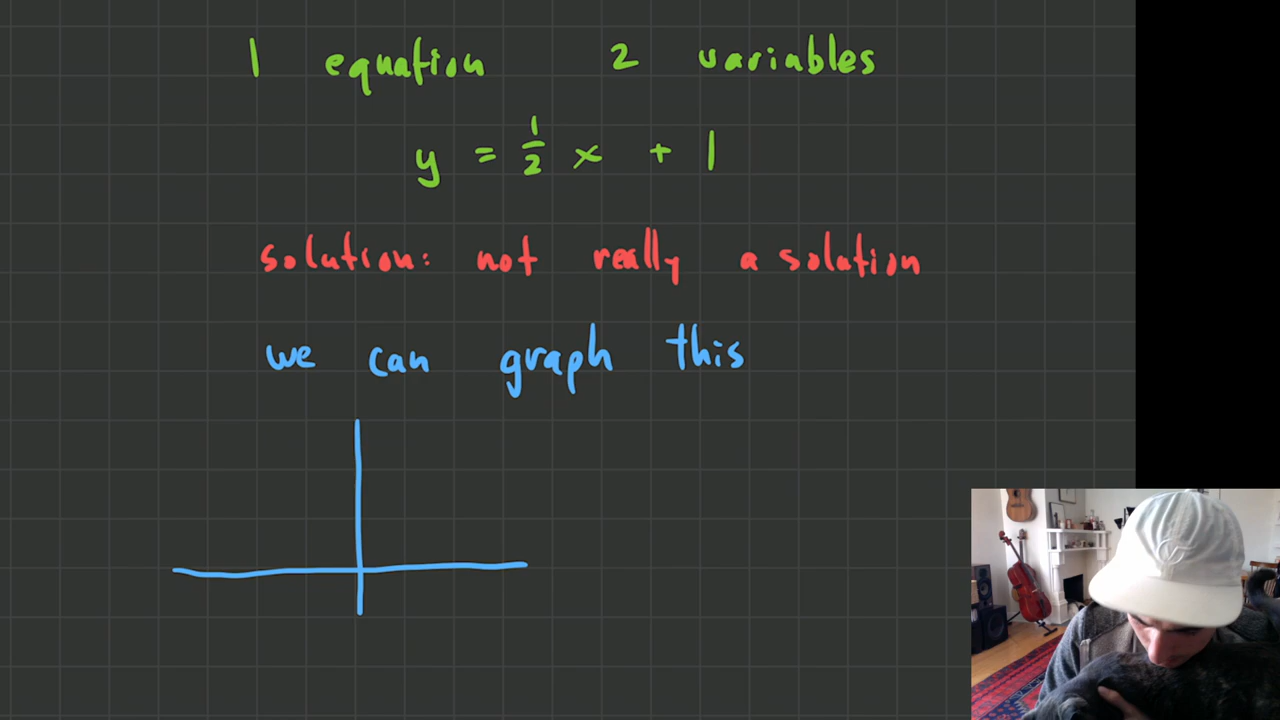 1 equation 2 variables
y = 1/2 x + 1
solution: not really a solution
we can graph this